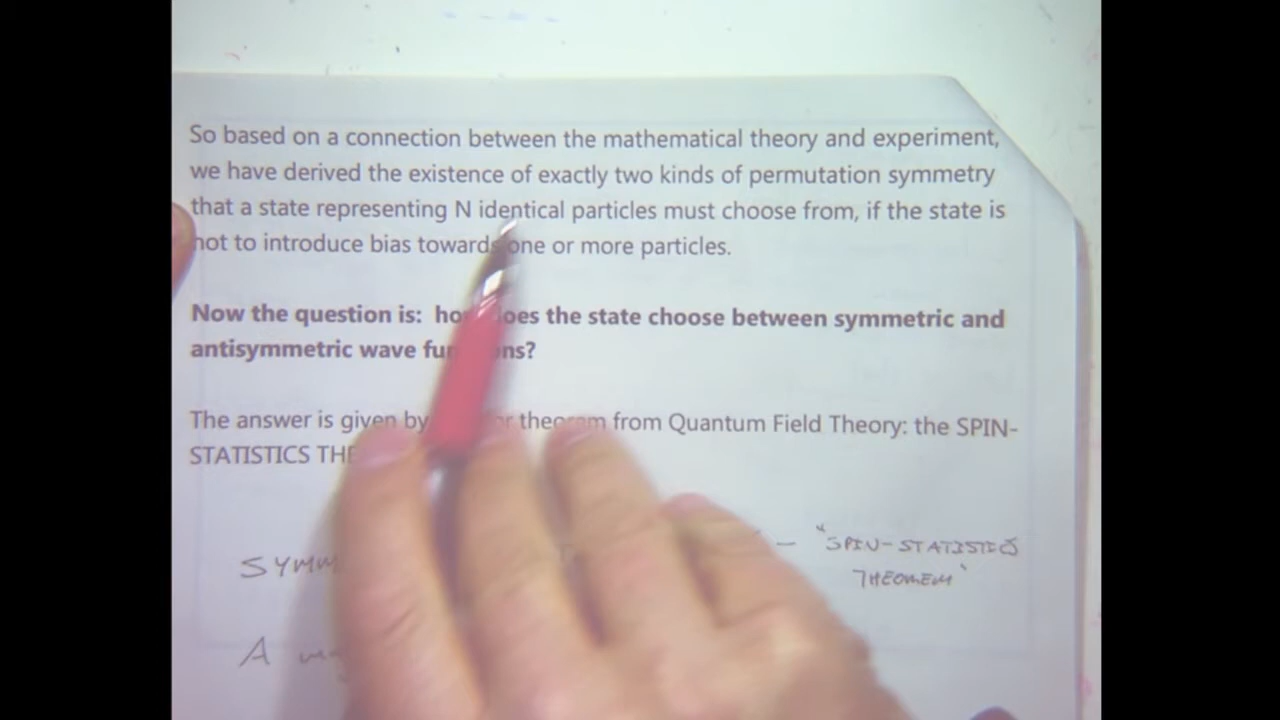 So based on a connection between the mathematical theory and experiment,
we have derived the existence of exactly two kinds of permutation symmetry
that a state representing N identical particles must choose from, if the state is
not to introduce bias towards one or more particles.
Now the question is: does the state choose between symmetric and
antisymmetric wave
The answer is given by theorem from Quantum Field Theory: the SPIN-
STATISTICS
— "SPIN-STATISTICS
THEOREM"
A